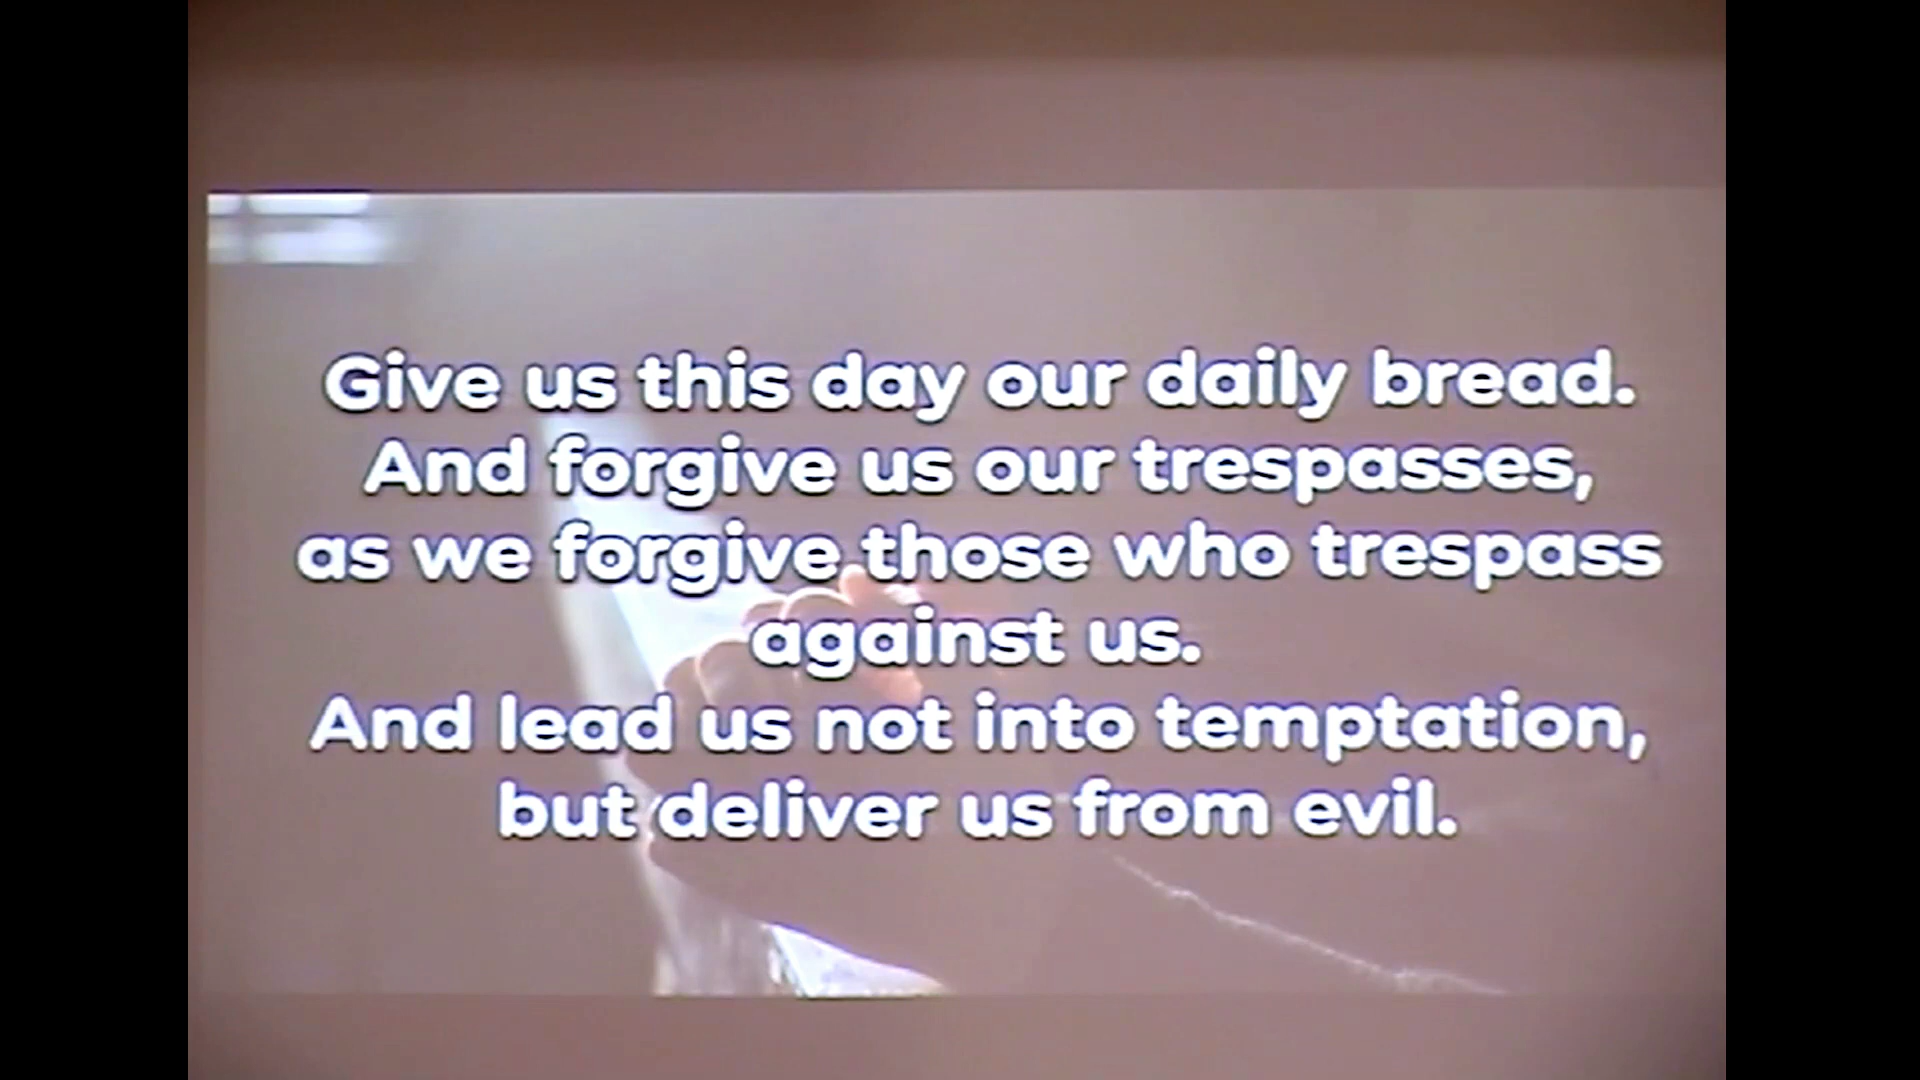 Give us this day our daily bread.
And forgive us our trespasses,
as we forgive those who trespass
against us.
And lead us not into temptation,
but deliver us from evil.